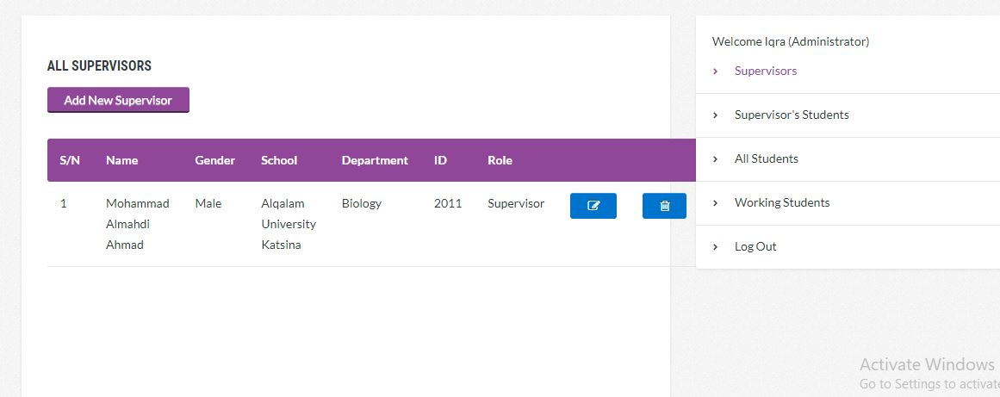 ALL SUPERVISORS
Add New Supervisor
S/N Name Gender School Department ID Role
1 Mohammad Male Alqalam Biology 2011 Supervisor
Almahdi University
Ahmad Katsina
Welcome Iqra (Administrator)
Supervisors
Supervisor's Students
All Students
Working Students
Log Out
Activate Windows
Go to Settings to activate